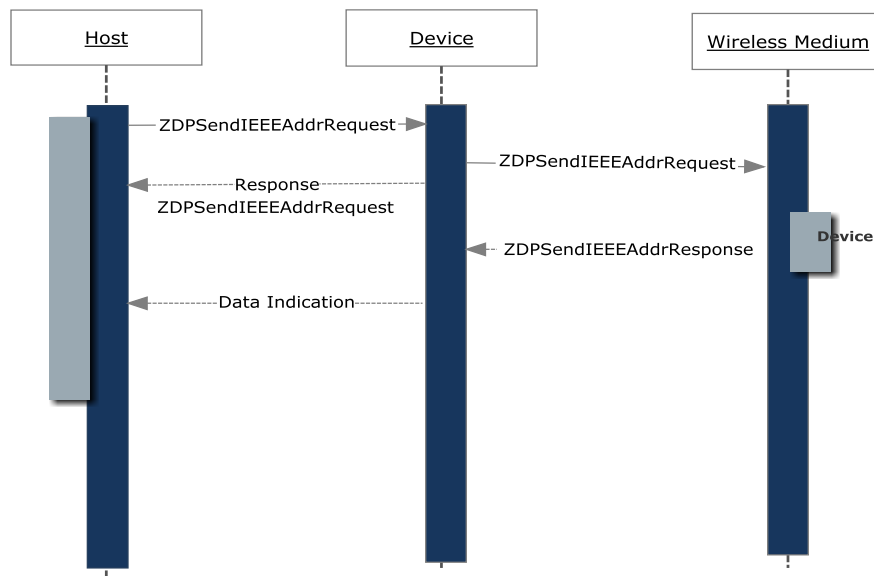 Host
Device
Wireless Medium
ZDPSendIEEEAddrRequest
ZDPSendIEEEAddrRequest
Response
ZDPSendIEEEAddrRequest
Device
ZDPSendIEEEAddrResponse
Data Indication